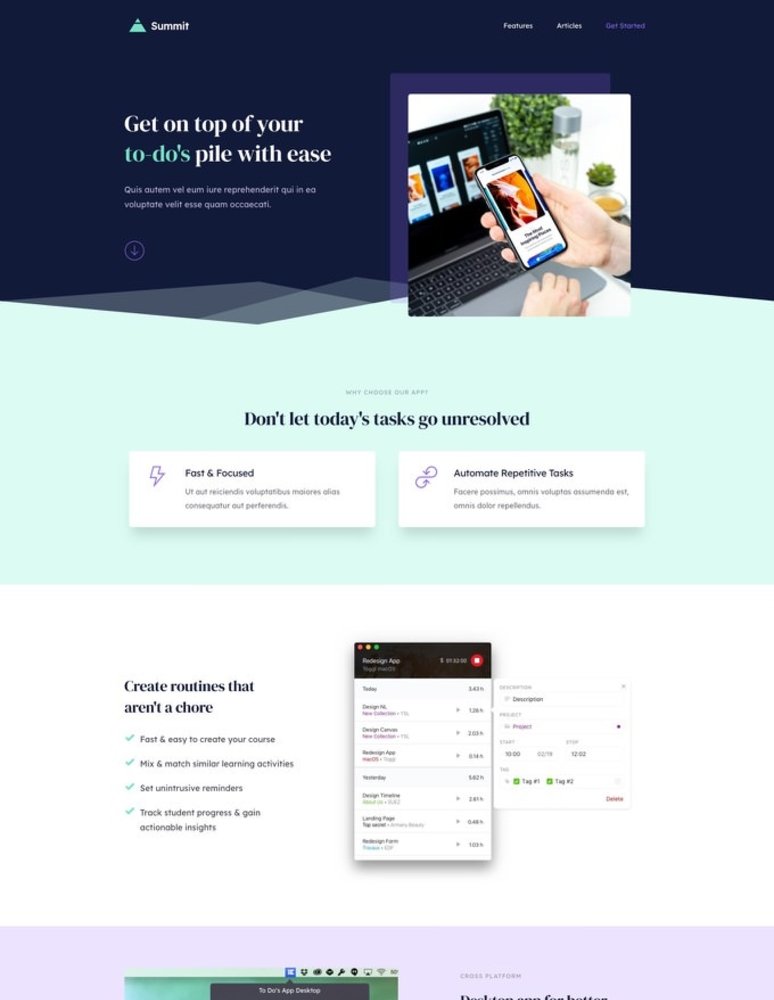 Summit
Features Articles Get Started
Get on top of your
to-do's pile with ease
Quis autem vel eum iure reprehenderit qui in ea
voluptate velit esse quam occaecati.
The Most
Inspiring Places
WHY CHOOSE OUR APP?
Don't let today's tasks go unresolved
Fast & Focused
Ut aut reiciendis voluptatibus maiores alias
consequatur aut perferendis.
Automate Repetitive Tasks
Facere possimus, omnis voluptas assumenda est,
omnis dolor repellendus.
Create routines that
aren't a chore
Fast & easy to create your course
Mix & match similar learning activities
Set unintrusive reminders
Track student progress & gain
actionable insights
Redesign App
Toggl macOS
$ 01:32:00
Today 3.43 h
Design NL
New Collection • YSL
1.26 h
Design Canvas
New Collection • YSL
2.03 h
Redesign App
macOS • Toggl
0.14 h
Yesterday 5.62 h
Design Timeline
About Us •
2.81 h
Landing Page
Top secret • Armany Beauty
0.48 h
Redesign Form
1.03 h
DESCRIPTION
Description
PROJECT
Project
START STOP
10:00 02/19 12:02
TAG
Tag #1 Tag #2
Delete
To Do's App Desktop
CROSS PLATFORM
Desktop app for better